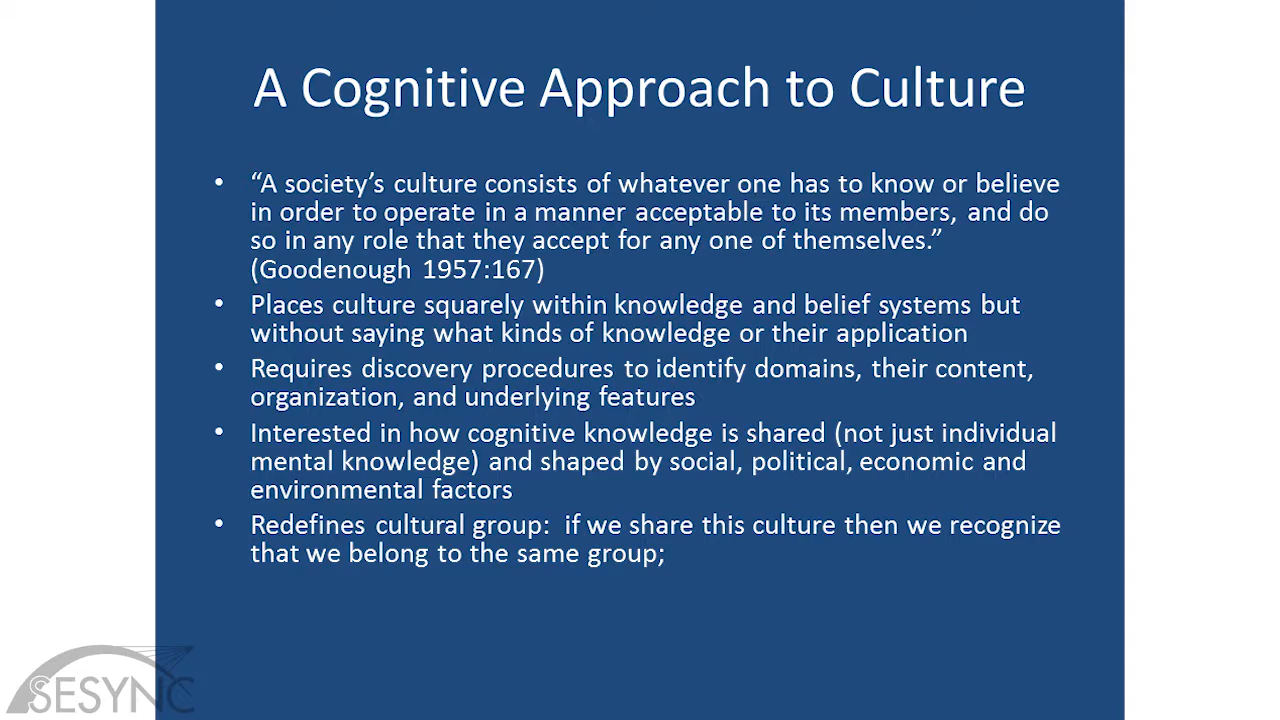 A Cognitive Approach to Culture
• “A society’s culture consists of whatever one has to know or believe
in order to operate in a manner acceptable to its members, and do
so in any role that they accept for any one of themselves.”
(Goodenough 1957:167)
• Places culture squarely within knowledge and belief systems but
without saying what kinds of knowledge or their application
• Requires discovery procedures to identify domains, their content,
organization, and underlying features
• Interested in how cognitive knowledge is shared (not just individual
mental knowledge) and shaped by social, political, economic and
environmental factors
• Redefines cultural group:  if we share this culture then we recognize
that we belong to the same group;
SESYNC